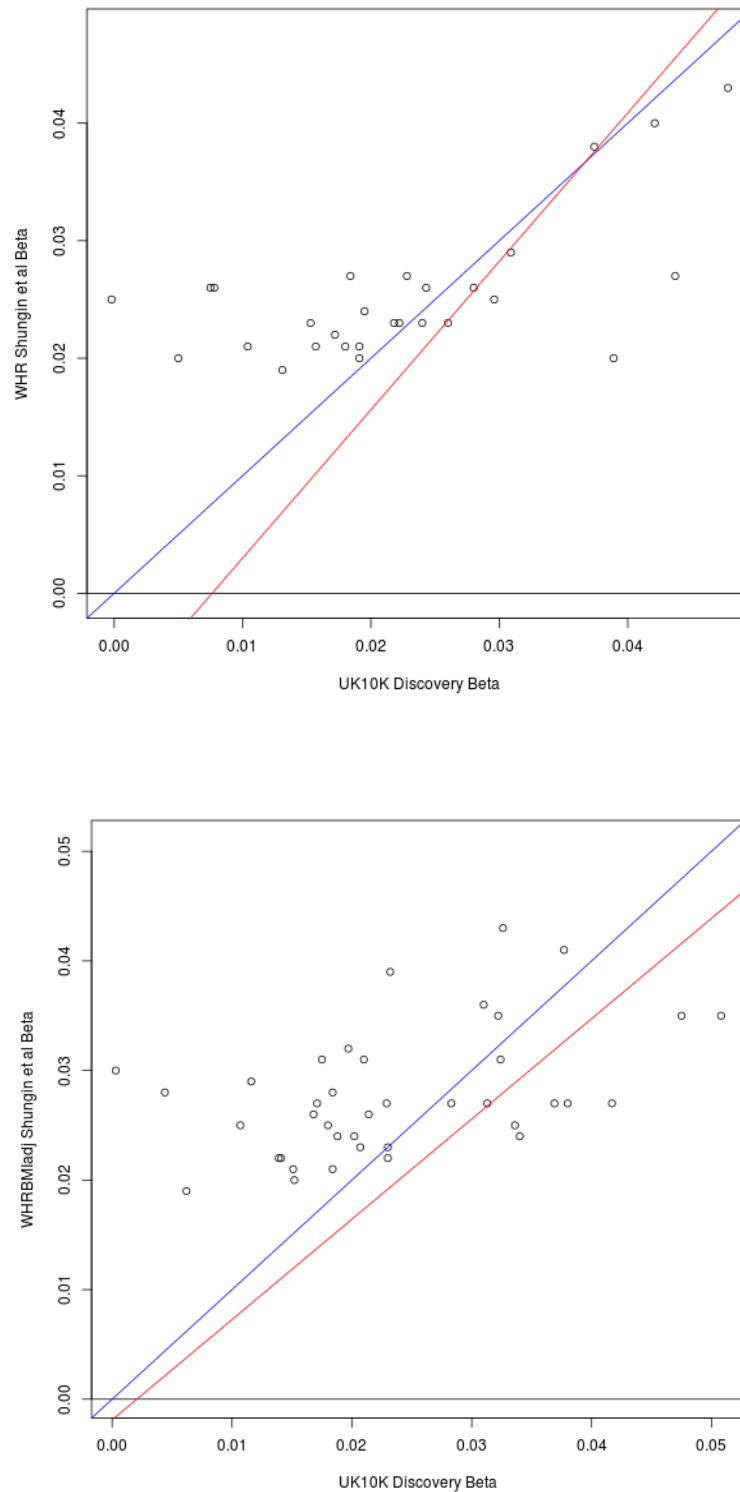 0.04
0.03
0.02
0.01
0.00
WHR Shungin et al Beta
0.00 0.01 0.02 0.03 0.04
UK10K Discovery Beta
0.05
0.04
0.03
0.02
0.01
0.00
WHRBMIadj Shungin et al Beta
0.00 0.01 0.02 0.03 0.04 0.05
UK10K Discovery Beta